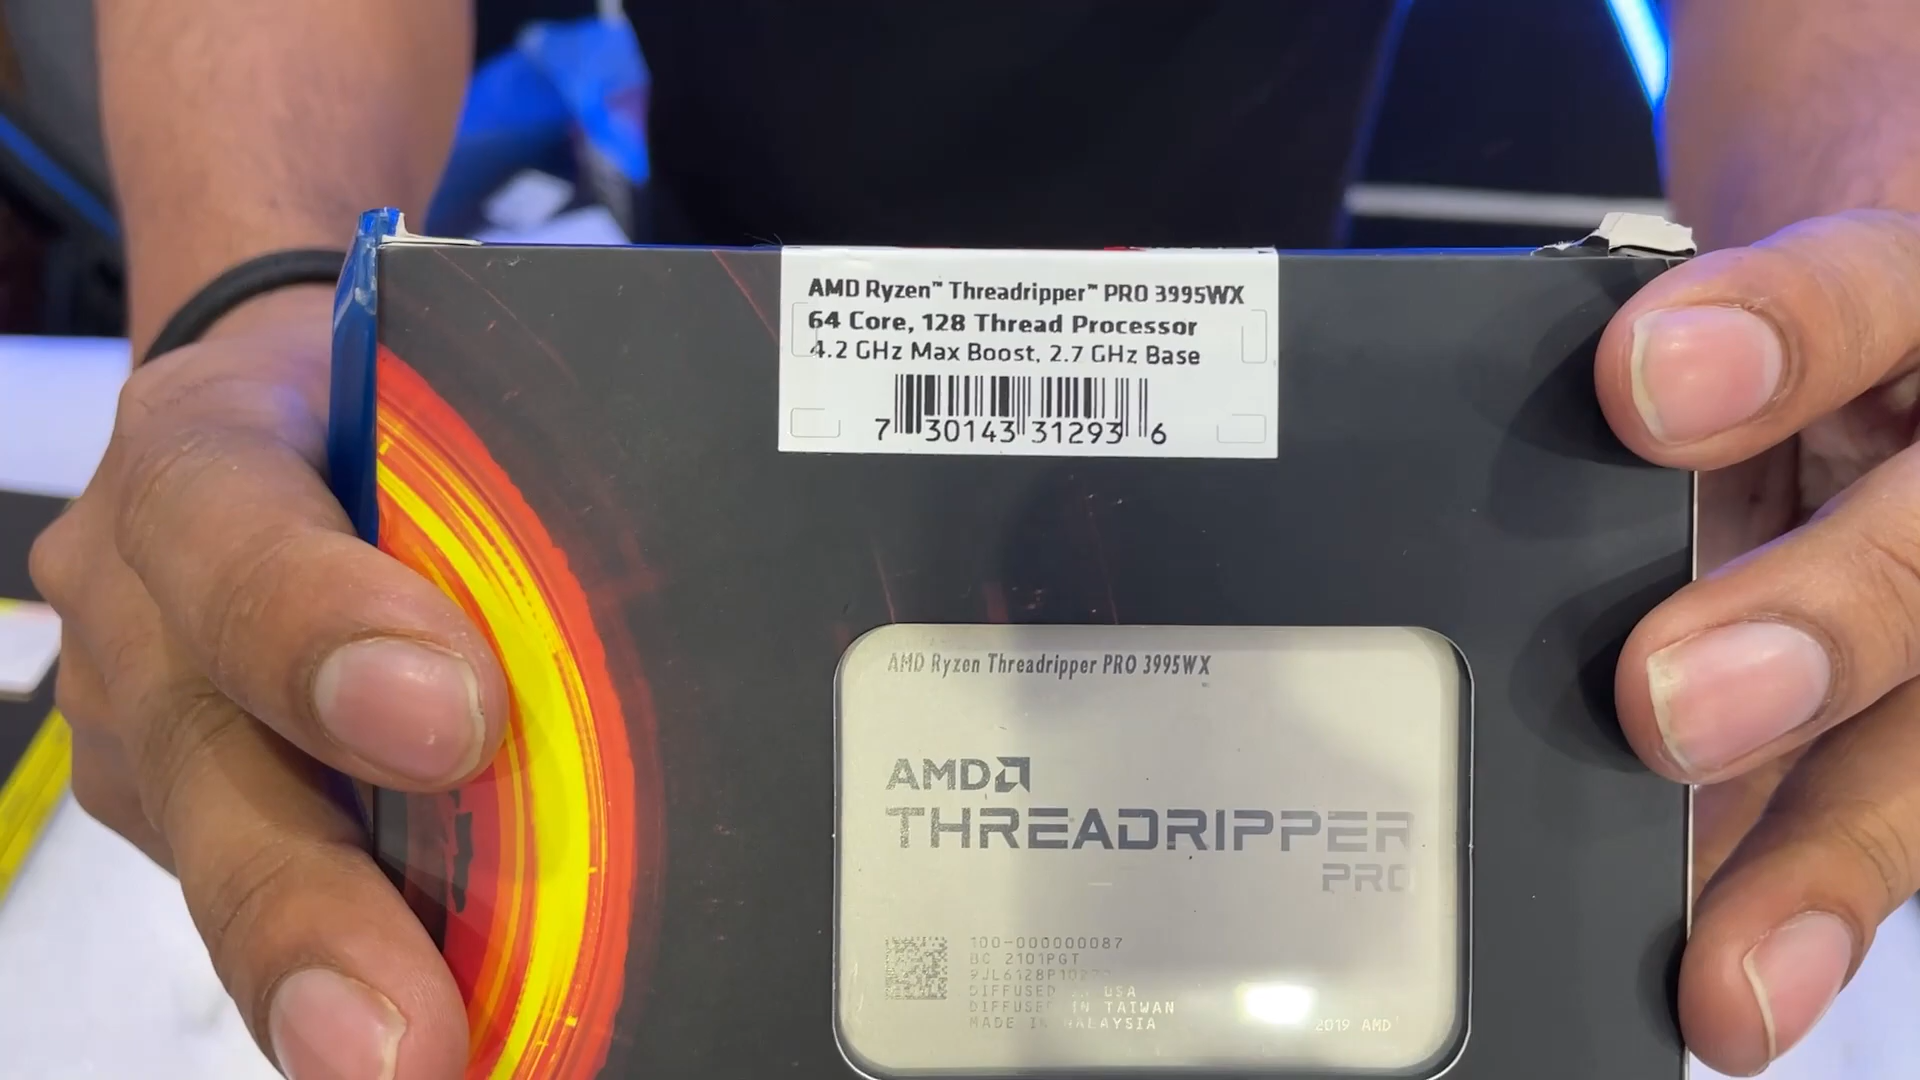 AMD Ryzen™ Threadripper™ PRO 3995WX
64 Core, 128 Thread Processor
4.2 GHz Max Boost, 2.7 GHz Base
7 30143 31293 6
AMD Ryzen Threadripper PRO 3995WX
AMD
THREADRIPPER
PRO
100-000000087
BC 2101PGT
DIFFUSED IN USA
DIFFUSED IN TAIWAN
MADE IN MALAYSIA
2019 AMD